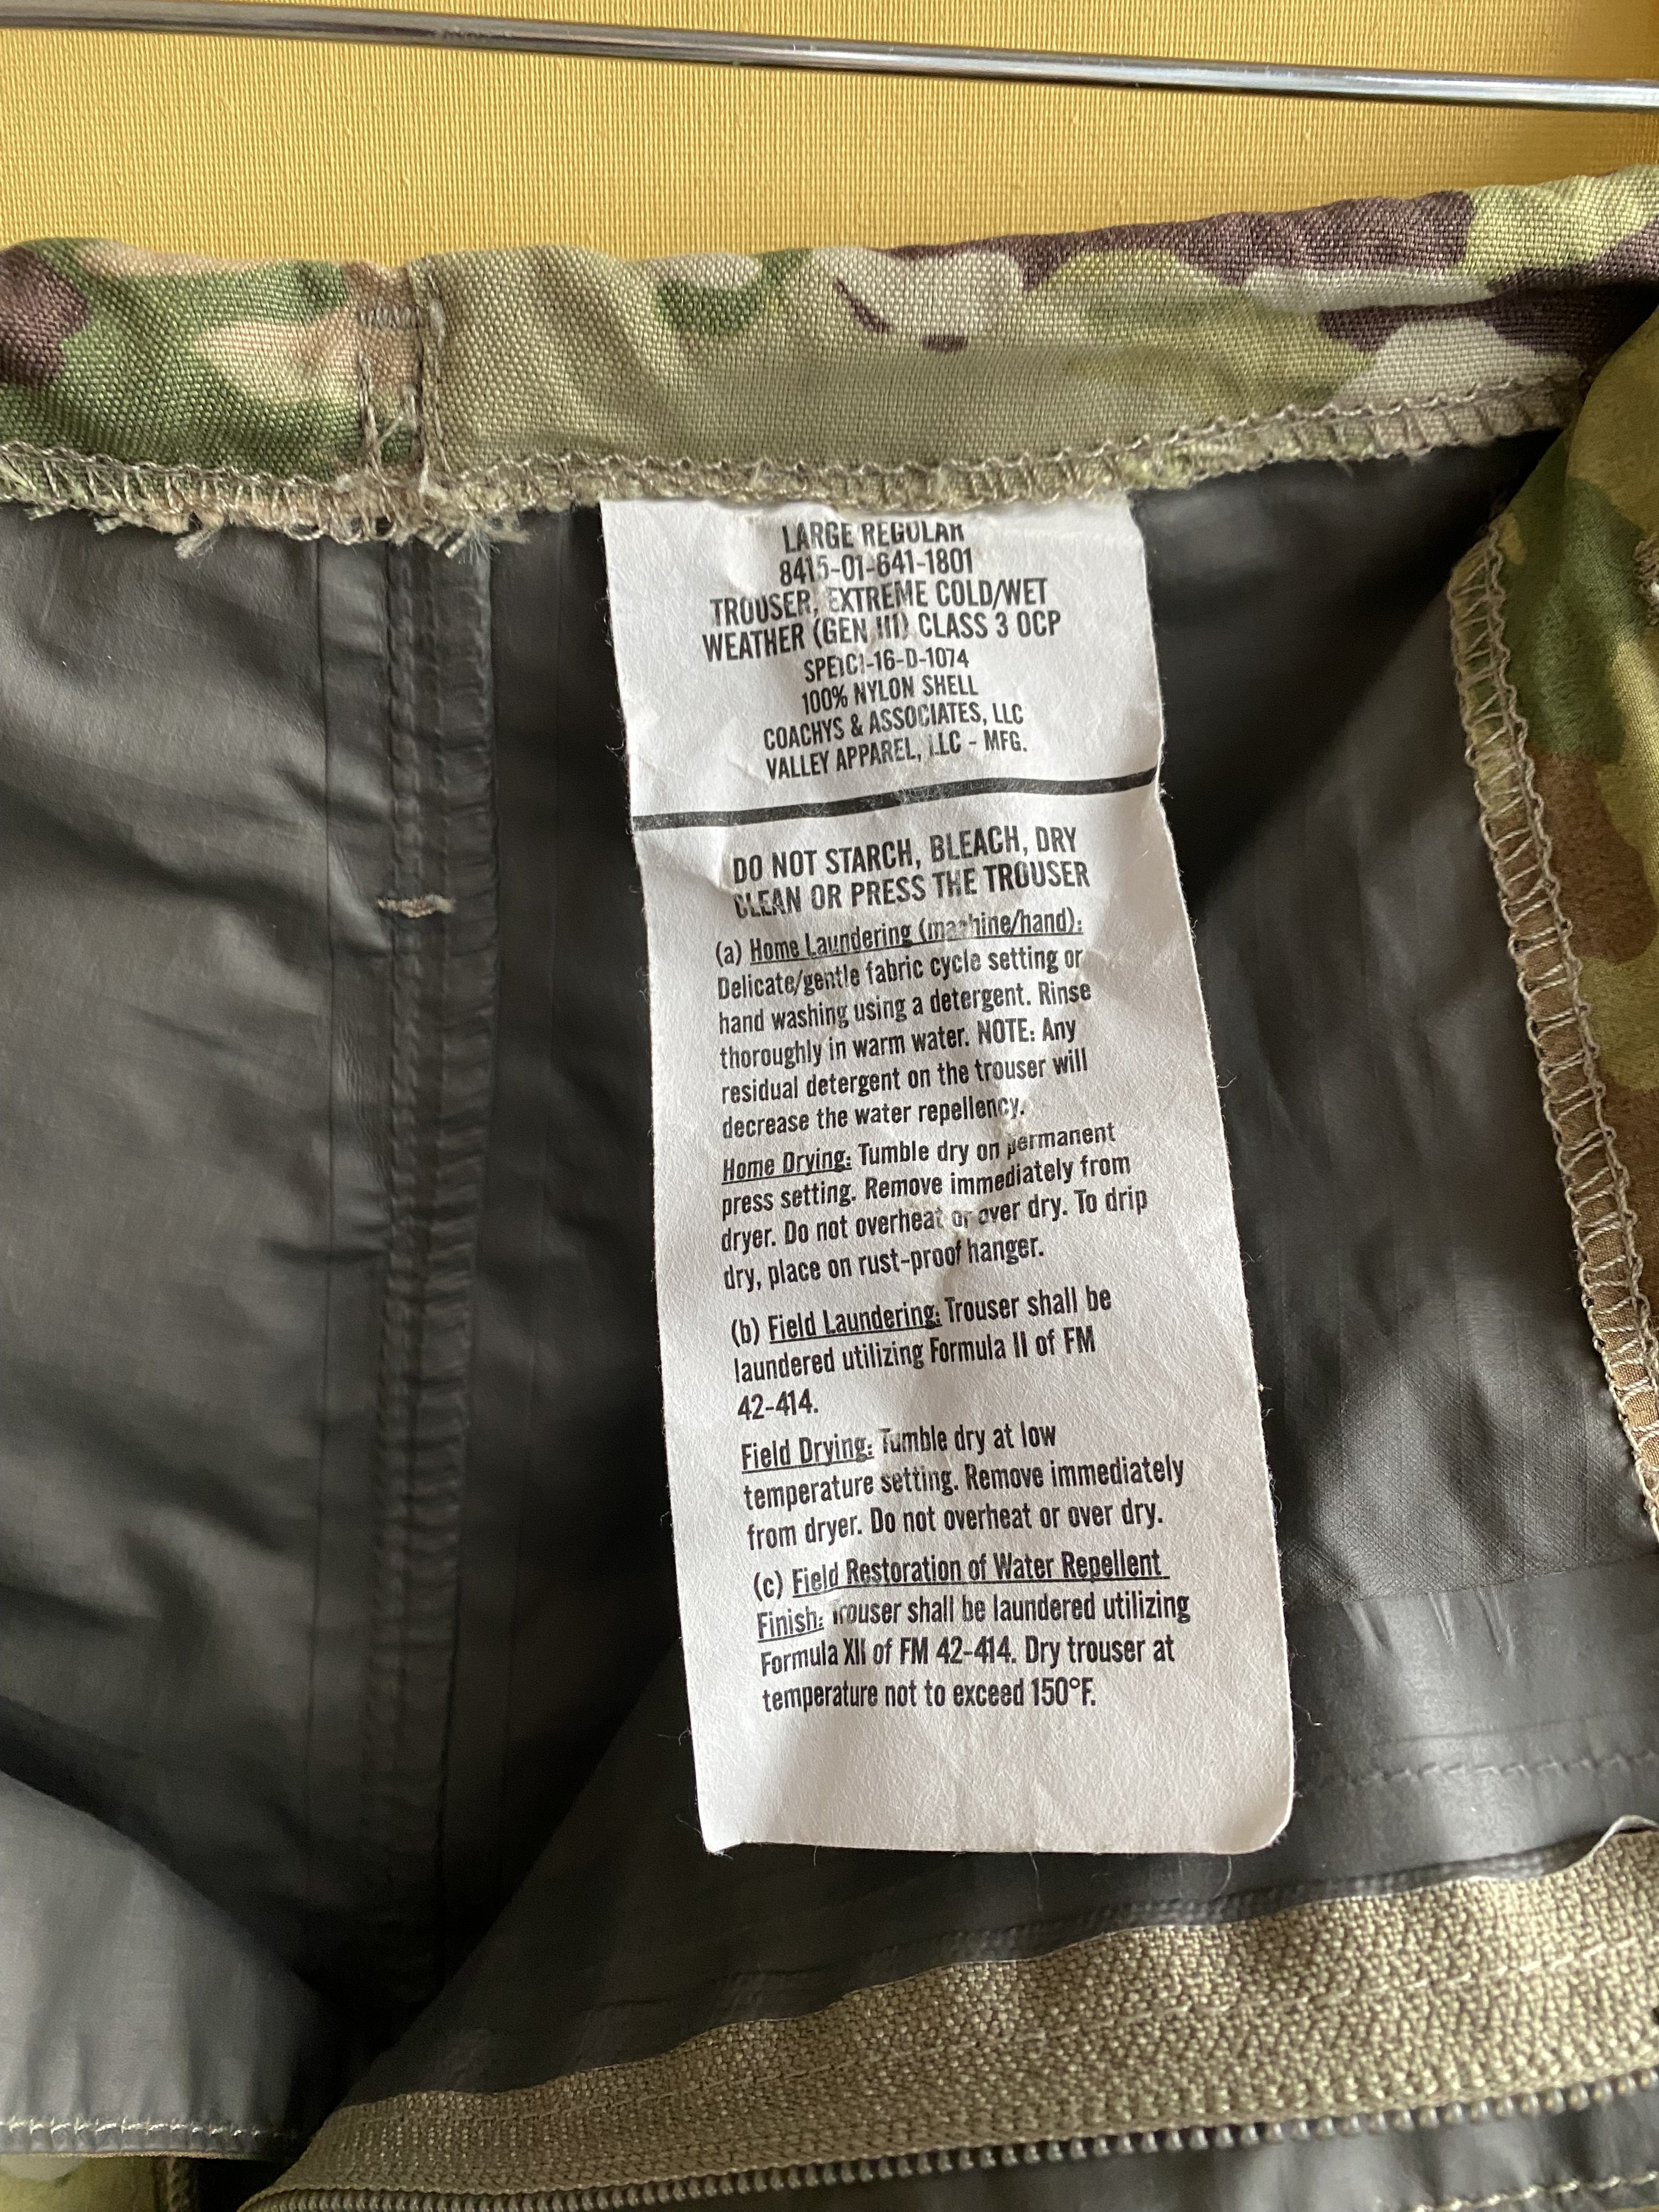 LARGE REGULAR
8415-01-641-1801
TROUSER, EXTREME COLD/WET
WEATHER (GEN III) CLASS 3 OCP
SPE1C1-16-D-1074
100% NYLON SHELL
COACHYS & ASSOCIATES, LLC
VALLEY APPAREL, LLC - MFG.
DO NOT STARCH, BLEACH, DRY
CLEAN OR PRESS THE TROUSER
(a) Home Laundering (machine/hand):
Delicate/gentle fabric cycle setting or
hand washing using a detergent. Rinse
thoroughly in warm water. NOTE: Any
residual detergent on the trouser will
decrease the water repellency.
Home Drying: Tumble dry on permanent
press setting. Remove immediately from
dryer. Do not overheat or over dry. To drip
dry, place on rust-proof hanger.
(b) Field Laundering: Trouser shall be
laundered utilizing Formula II of FM
42-414.
Field Drying: Tumble dry at low
temperature setting. Remove immediately
from dryer. Do not overheat or over dry.
(c) Field Restoration of Water Repellent
Finish: Trouser shall be laundered utilizing
Formula XII of FM 42-414. Dry trouser at
temperature not to exceed 150°F.